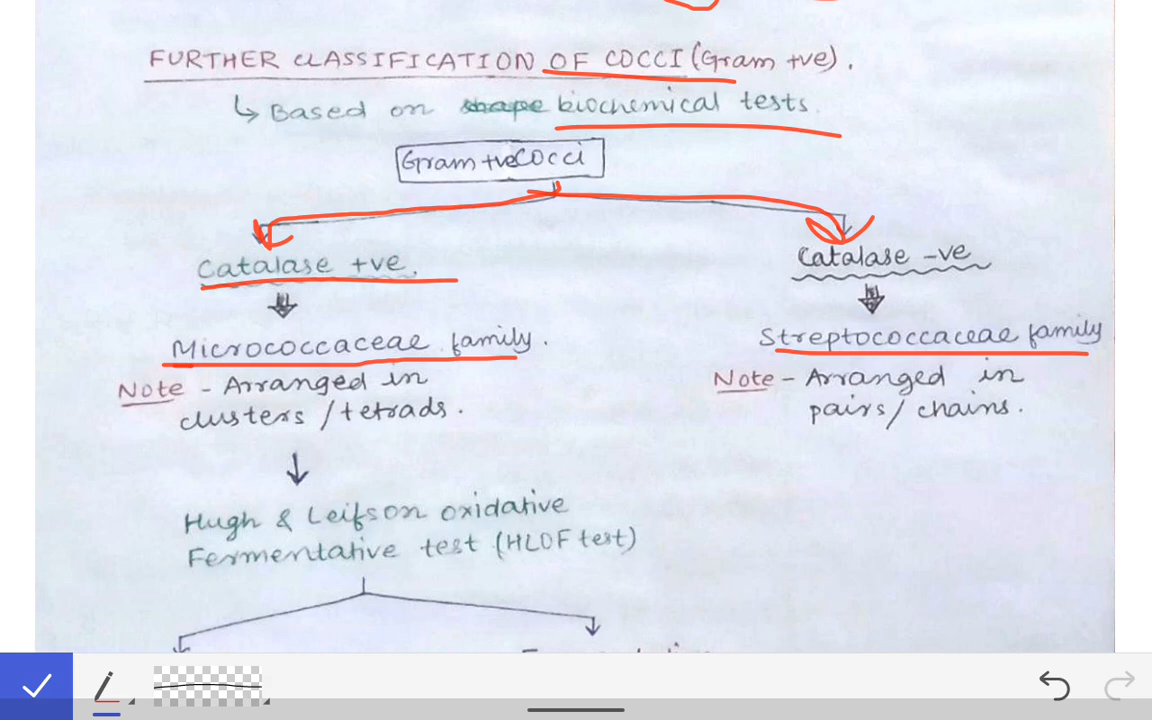 FURTHER CLASSIFICATION OF COCCI (Gram +ve).
↳ Based on shape biochemical tests.
Gram +ve Cocci
Catalase +ve.
Catalase -ve
Micrococcaceae family.
Streptococcaceae family
Note - Arranged in
clusters / tetrads.
Note - Arranged in
pairs / chains.
Hugh & Leifson oxidative
Fermentative test (HLOF test)